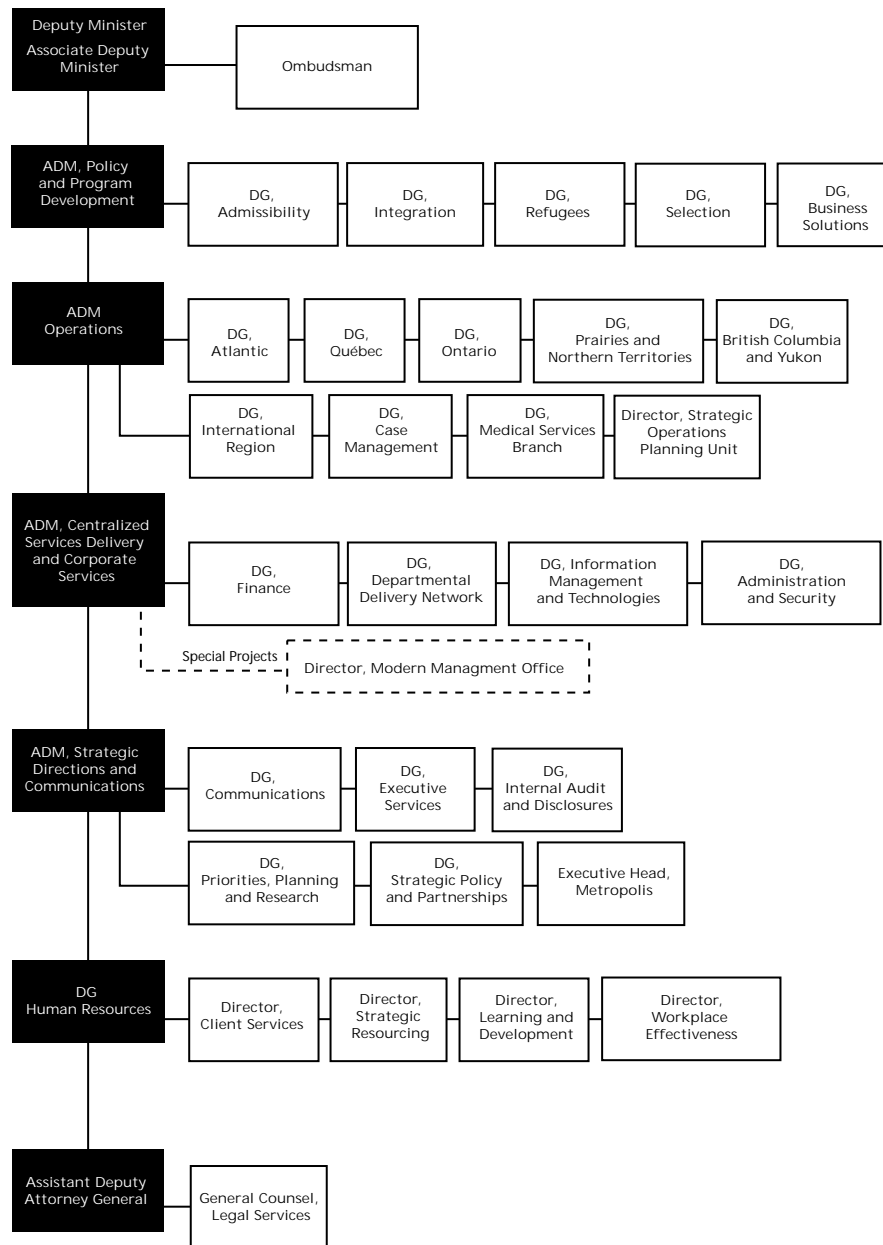 Deputy Minister
Associate Deputy
Minister
Ombudsman
ADM, Policy
and Program
Development
DG,
Admissibility
DG,
Integration
DG,
Refugees
DG,
Selection
DG,
Business
Solutions
ADM
Operations
DG,
Atlantic
DG,
Québec
DG,
Ontario
DG,
Prairies and
Northern Territories
DG,
British Columbia
and Yukon
DG,
International
Region
DG,
Case
Management
DG,
Medical Services
Branch
Director, Strategic
Operations
Planning Unit
ADM, Centralized
Services Delivery
and Corporate
Services
DG,
Finance
DG,
Departmental
Delivery Network
DG, Information
Management
and Technologies
DG,
Administration
and Security
Special Projects
Director, Modern Managment Office
ADM, Strategic
Directions and
Communications
DG,
Communications
DG,
Executive
Services
DG,
Internal Audit
and Disclosures
DG,
Priorities, Planning
and Research
DG,
Strategic Policy
and Partnerships
Executive Head,
Metropolis
DG
Human Resources
Director,
Client Services
Director,
Strategic
Resourcing
Director,
Learning and
Development
Director,
Workplace
Effectiveness
Assistant Deputy
Attorney General
General Counsel,
Legal Services